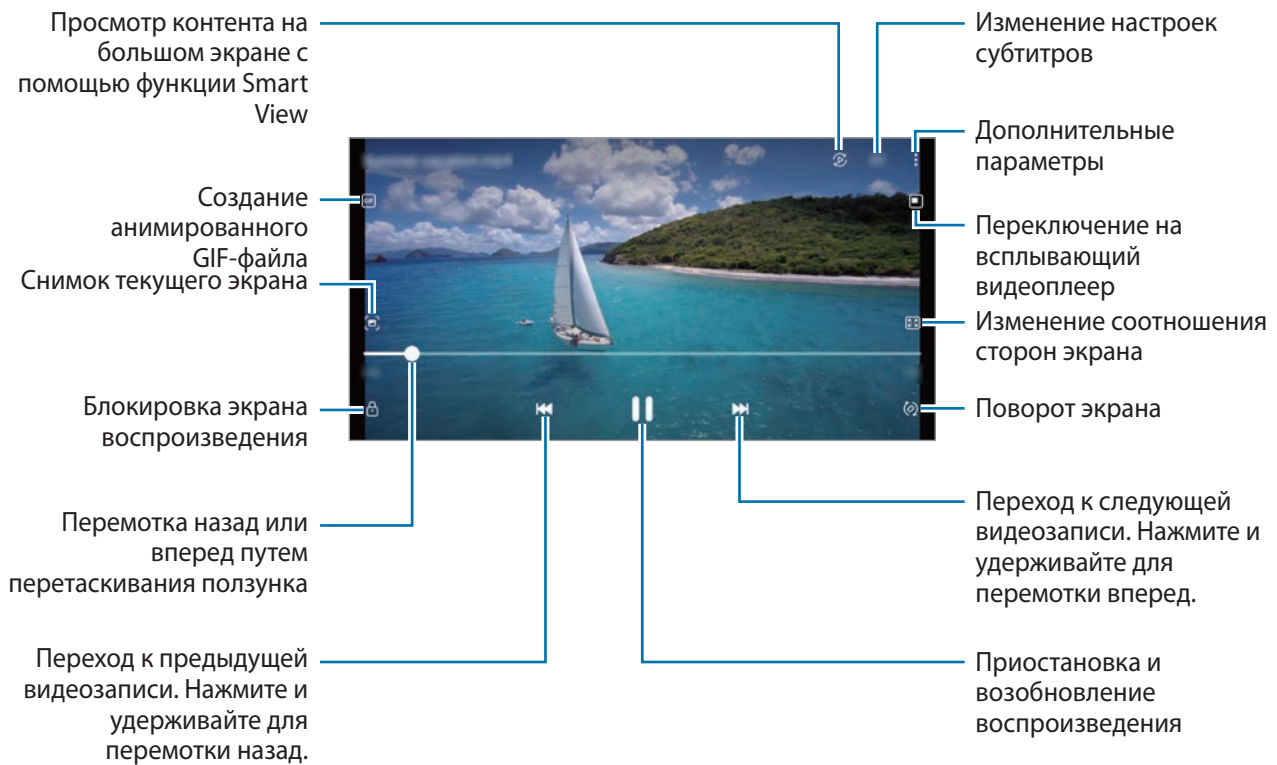 Просмотр контента на
большом экране с
помощью функции Smart
View
Создание
анимированного
GIF-файла
Снимок текущего экрана
Блокировка экрана
воспроизведения
Перемотка назад или
вперед путем
перетаскивания ползунка
Переход к предыдущей
видеозаписи. Нажмите и
удерживайте для
перемотки назад.
Изменение настроек
субтитров
Дополнительные
параметры
Переключение на
всплывающий
видеоплеер
Изменение соотношения
сторон экрана
Поворот экрана
Переход к следующей
видеозаписи. Нажмите и
удерживайте для
перемотки вперед.
Приостановка и
возобновление
воспроизведения
GIF